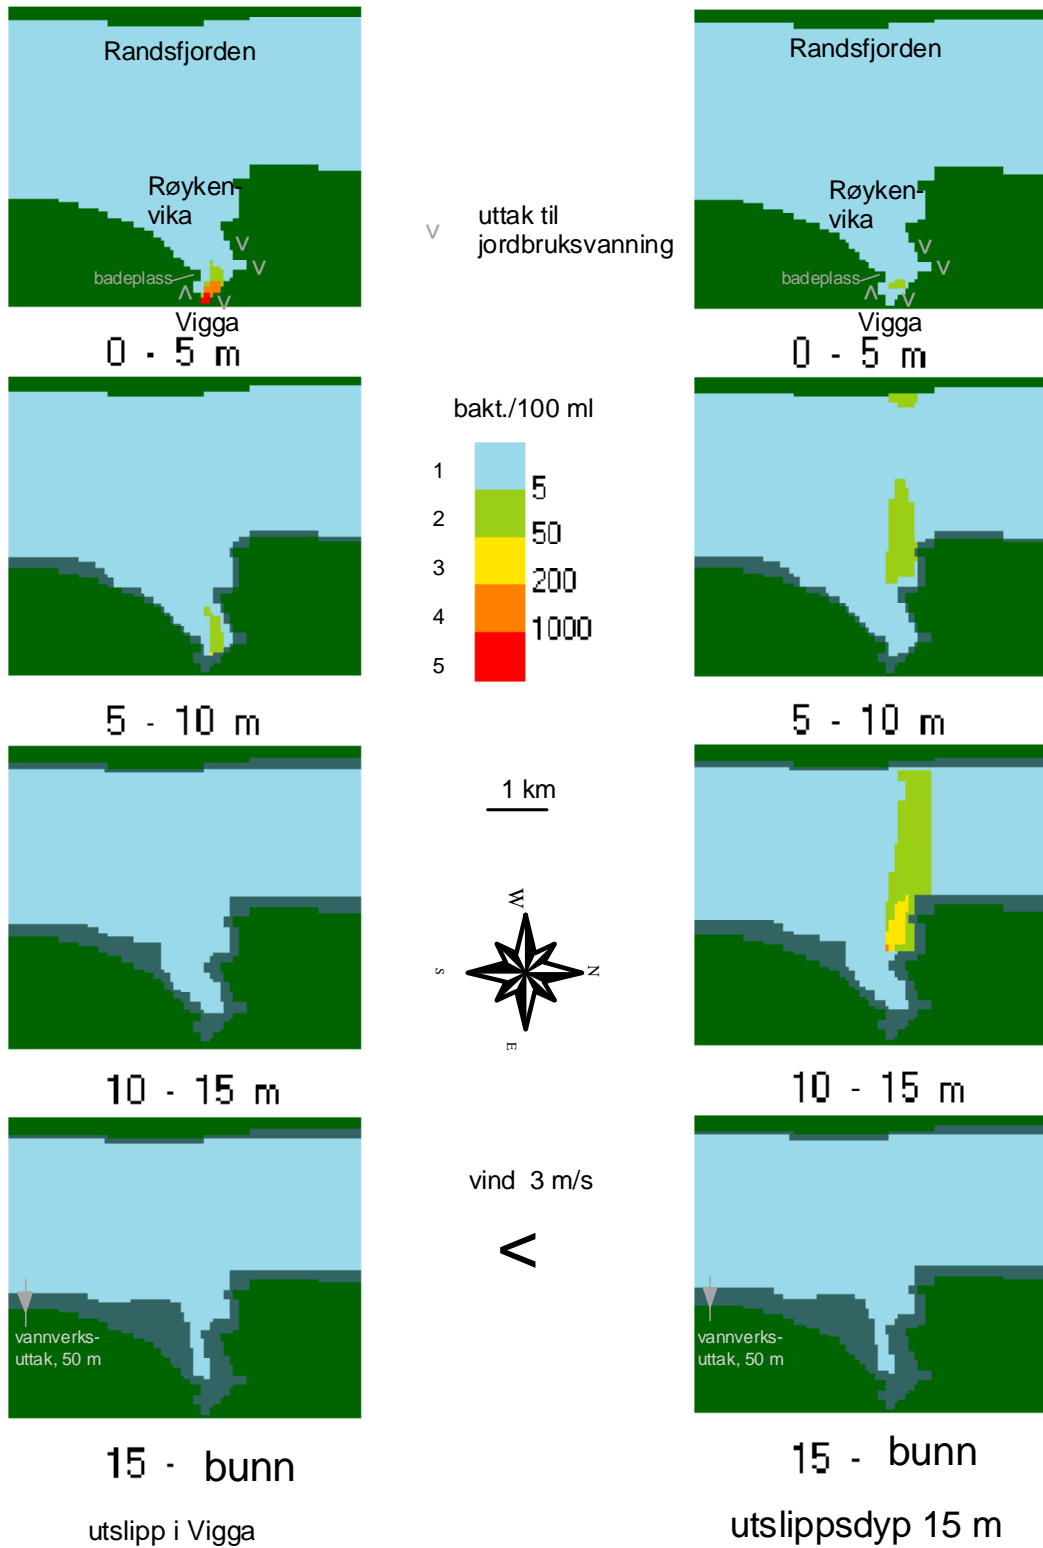 Randsfjorden
Røyken-
vika
badeplass
v
v
v
v
Vigga
0 - 5 m
v
uttak til
jordbruksvanning
Randsfjorden
Røyken-
vika
badeplass
v
v
v
v
Vigga
0 - 5 m
5 - 10 m
bakt./100 ml
1
5
2
50
3
200
4
1000
5
5 - 10 m
10 - 15 m
1 km
W
S
N
E
10 - 15 m
vannverks-
uttak, 50 m
15 - bunn
utslipp i Vigga
vind 3 m/s
<
vannverks-
uttak, 50 m
15 - bunn
utslippsdyp 15 m